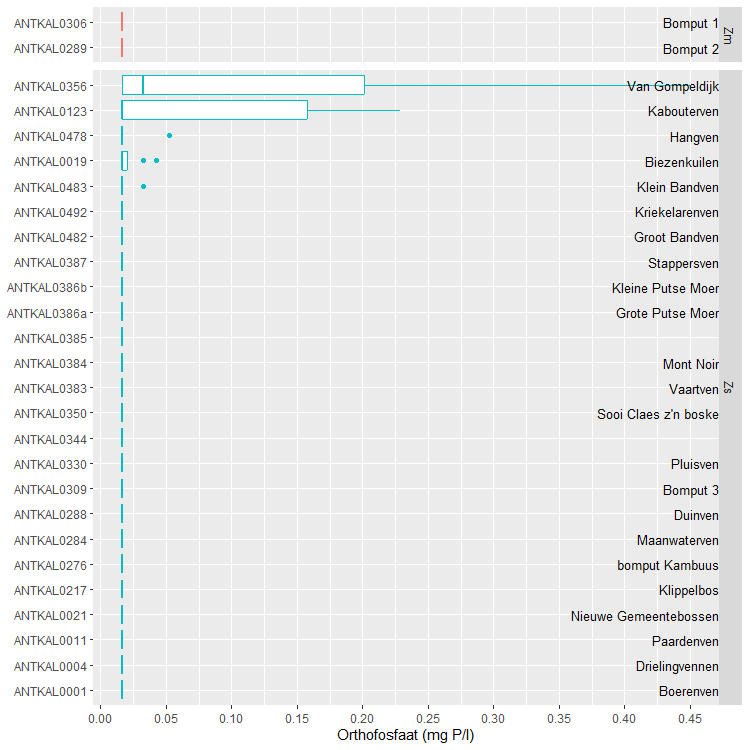 ANTKAL0306 Bomput 1
ANTKAL0289 Bomput 2
Zm
ANTKAL0356 Van Gompeldijk
ANTKAL0123 Kabouterven
ANTKAL0478 Hangven
ANTKAL0019 Biezenkuilen
ANTKAL0483 Klein Bandven
ANTKAL0492 Kriekelarenven
ANTKAL0482 Groot Bandven
ANTKAL0387 Stappersven
ANTKAL0386b Kleine Putse Moer
ANTKAL0386a Grote Putse Moer
ANTKAL0385
ANTKAL0384 Mont Noir
ANTKAL0383 Vaartven
ANTKAL0350 Sooi Claes z'n boske
ANTKAL0344
ANTKAL0330 Pluisven
ANTKAL0309 Bomput 3
ANTKAL0288 Duinven
ANTKAL0284 Maanwaterven
ANTKAL0276 bomput Kambuus
ANTKAL0217 Klippelbos
ANTKAL0021 Nieuwe Gemeentebossen
ANTKAL0011 Paardenven
ANTKAL0004 Drielingvennen
ANTKAL0001 Boerenven
Zs
0.00 0.05 0.10 0.15 0.20 0.25 0.30 0.35 0.40 0.45
Orthofosfaat (mg P/l)